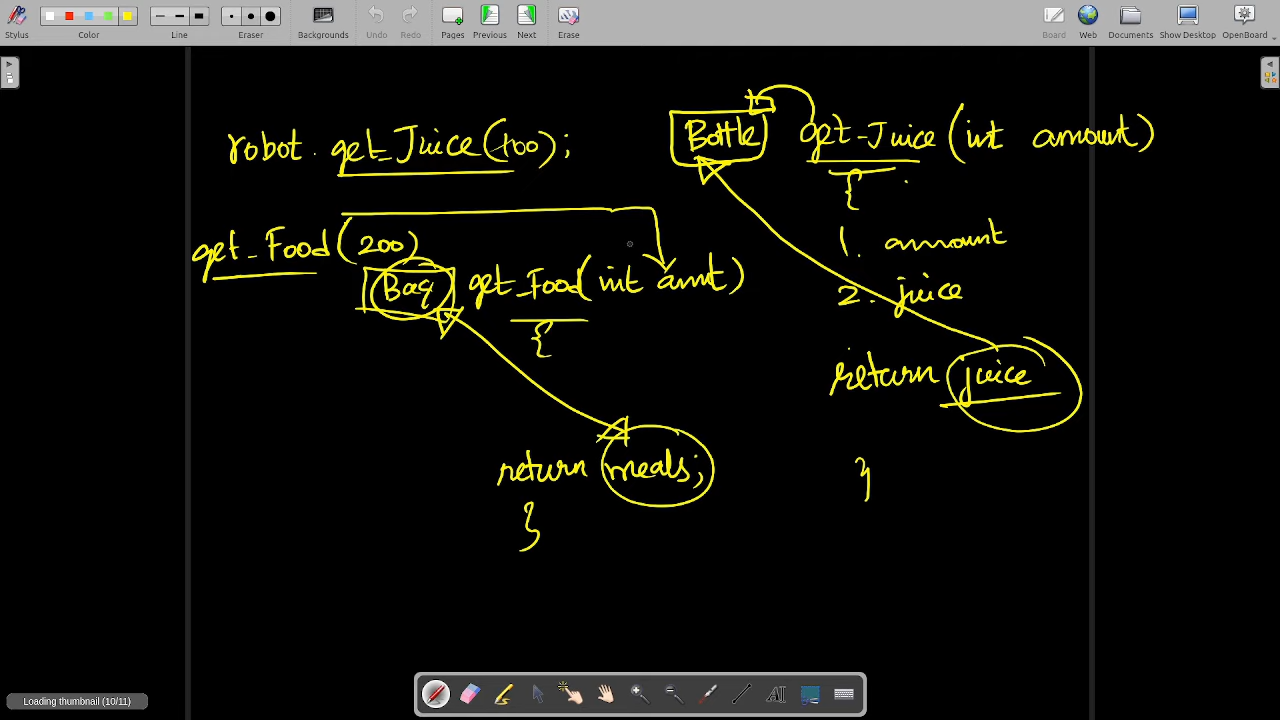 Stylus
Color
Line
Eraser
Backgrounds
Undo
Redo
Pages
Previous
Next
Erase
Board
Web
Documents
Show Desktop
OpenBoard
robot. get_Juice(100);
Bottle get-Juice (int amount)
{
1. amount
2. juice
return juice
}
get_Food(200)
Bag get_Food(int amnt)
{
return meals;
}
Loading thumbnail (10/11)
AI